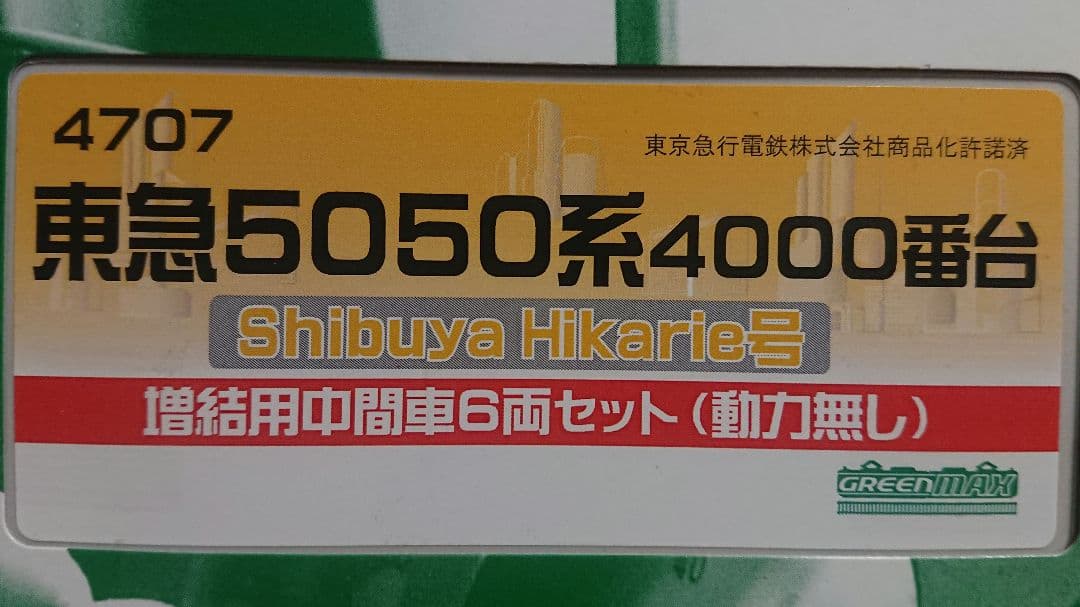 4707
東京急行電鉄株式会社商品化許諾済
東急5050系4000番台
Shibuya Hikarie号
増結用中間車6両セット(動力無し)
GREENMAX